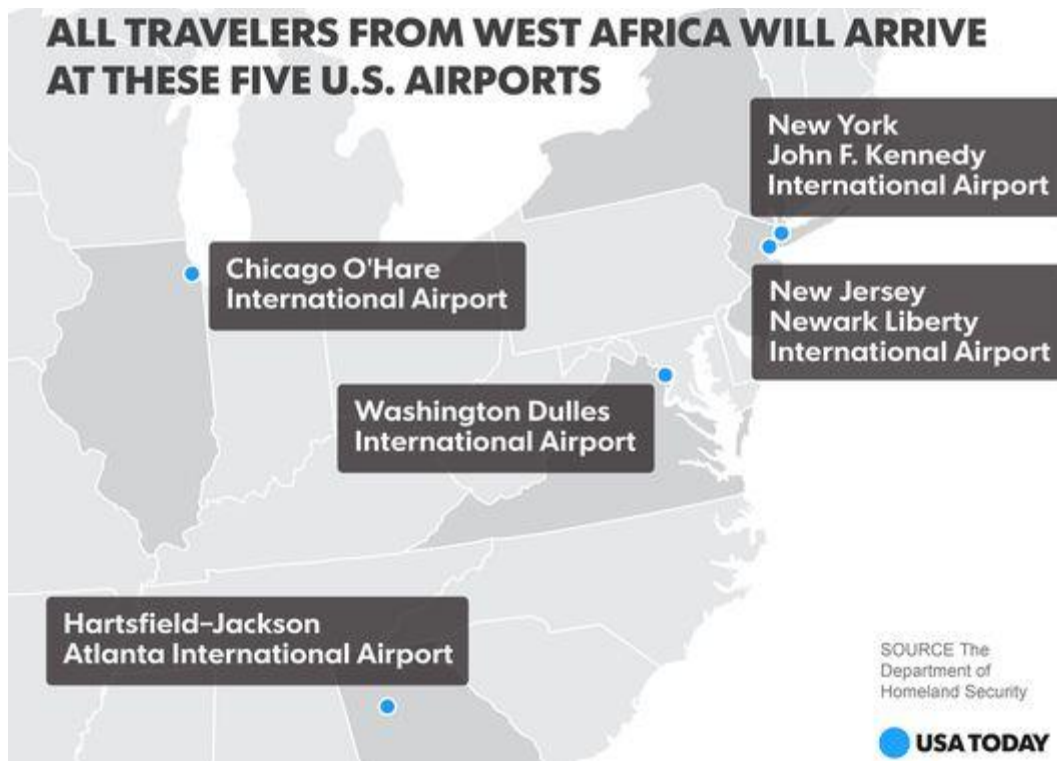 ALL TRAVELERS FROM WEST AFRICA WILL ARRIVE
AT THESE FIVE U.S. AIRPORTS
New York
John F. Kennedy
International Airport
Chicago O'Hare
International Airport
New Jersey
Newark Liberty
International Airport
Washington Dulles
International Airport
Hartsfield–Jackson
Atlanta International Airport
SOURCE The
Department of
Homeland Security
USA TODAY